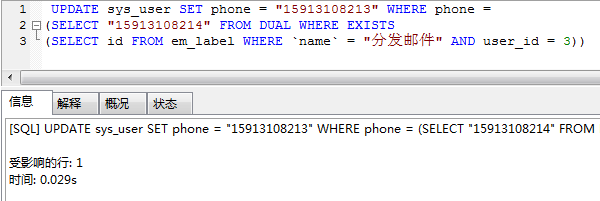 1 UPDATE sys_user SET phone = "15913108213" WHERE phone =
2 (SELECT "15913108214" FROM DUAL WHERE EXISTS
3 (SELECT id FROM em_label WHERE `name` = "分发邮件" AND user_id = 3))
信息 解释 概况 状态
[SQL] UPDATE sys_user SET phone = "15913108213" WHERE phone = (SELECT "15913108214" FROM
受影响的行: 1
时间: 0.029s